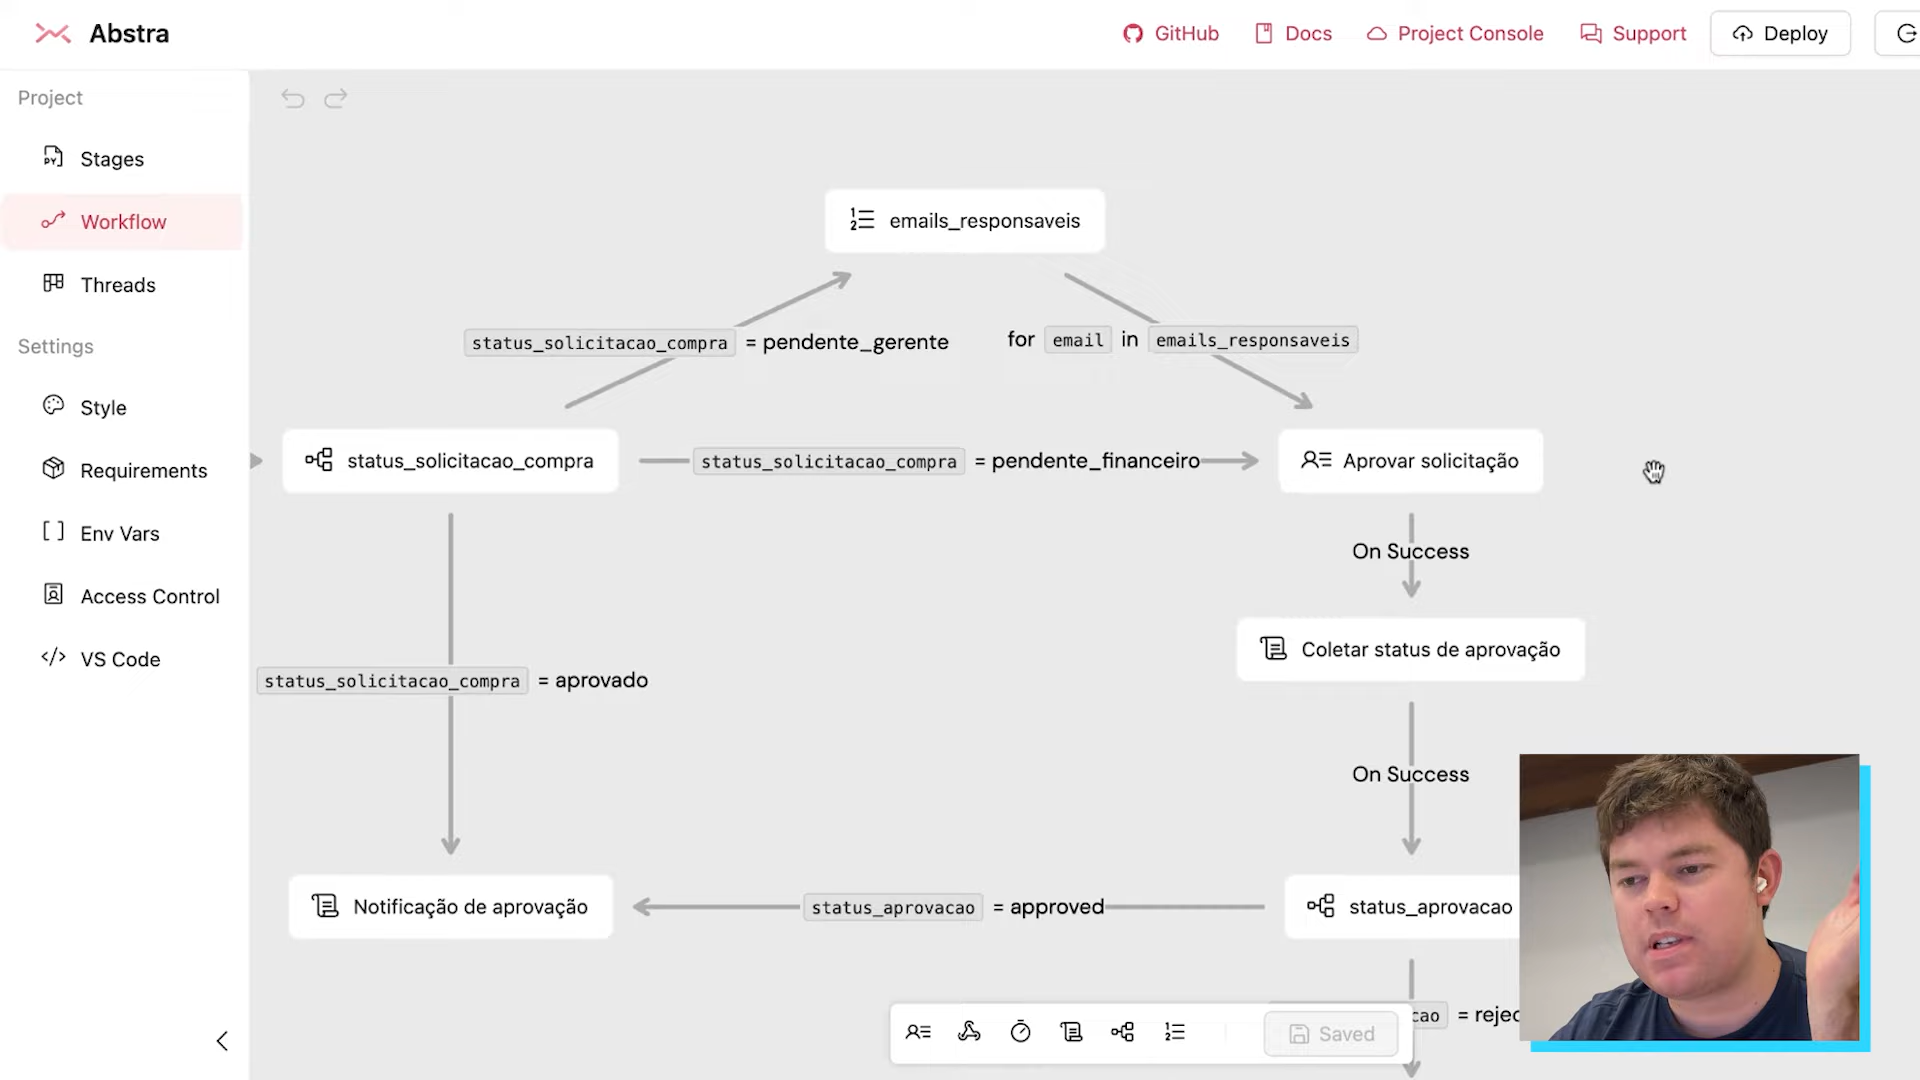 Abstra
GitHub
Docs
Project Console
Support
Deploy
Project
Stages
Workflow
Threads
Settings
Style
Requirements
Env Vars
Access Control
VS Code
emails_responsaveis
status_solicitacao_compra = pendente_gerente
for email in emails_responsaveis
status_solicitacao_compra
status_solicitacao_compra = pendente_financeiro
Aprovar solicitação
On Success
Coletar status de aprovação
status_solicitacao_compra = aprovado
On Success
Notificação de aprovação
status_aprovacao = approved
status_aprovacao
cao = rejec
Saved